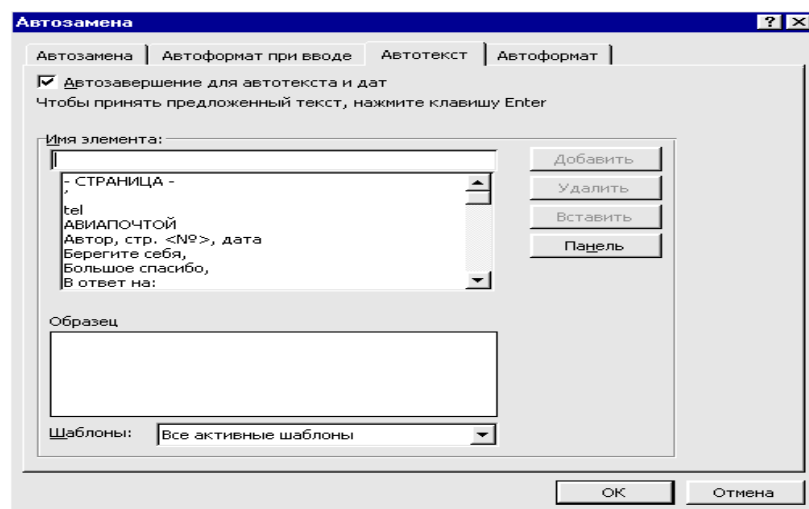 Автозамена
Автозамена Автоформат при вводе Автотекст Автоформат
Автозавершение для автотекста и дат
Чтобы принять предложенный текст, нажмите клавишу Enter
Имя элемента:
Добавить
- СТРАНИЦА -
,
Удалить
tel
АВИАПОЧТОЙ
Вставить
Автор, стр. <№>, дата
Берегите себя,
Панель
Большое спасибо,
В ответ на:
Образец
Шаблоны: Все активные шаблоны
OK Отмена